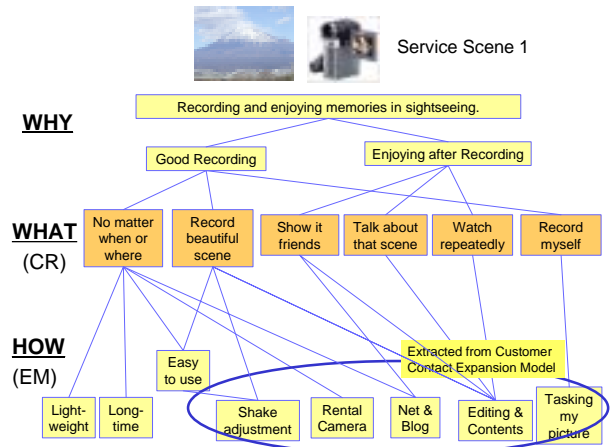 Service Scene 1
Recording and enjoying memories in sightseeing.
WHY
Good Recording
Enjoying after Recording
WHAT
(CR)
No matter
when or
where
Record
beautiful
scene
Show it
friends
Talk about
that scene
Watch
repeatedly
Record
myself
HOW
(EM)
Extracted from Customer
Contact Expansion Model
Easy
to use
Light-
weight
Long-
time
Shake
adjustment
Rental
Camera
Net &
Blog
Editing &
Contents
Tasking
my
picture